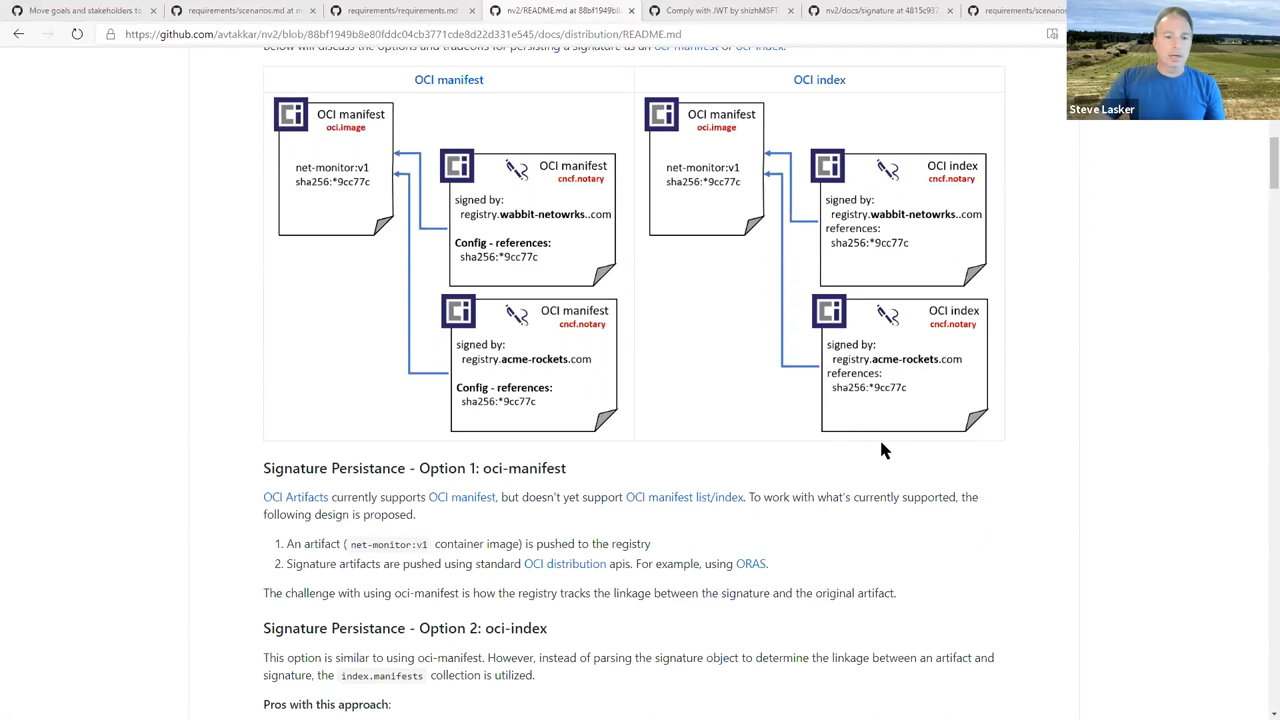 Move goals and stakeholders to
requirements/scenarios.md at m
requirements/requirements.md
nv2/README.md at 88bf1949b8
Comply with JWT by shizhMSFT
nv2/docs/signature at 4815c937
requirements/scenario
https://github.com/avtakkar/nv2/blob/88bf1949b8e80fddc04cb3771cde8d22d331e545/docs/distribution/README.md
Steve Lasker
Below will discuss the options and tradeoffs for persisting a signature as an oci-manifest or oci-index.
OCI manifest
OCI index
OCI manifest
oci.image
net-monitor:v1
sha256:*9cc77c
OCI manifest
cncf.notary
signed by:
registry.wabbit-netowrks..com
Config - references:
sha256:*9cc77c
OCI manifest
cncf.notary
signed by:
registry.acme-rockets.com
Config - references:
sha256:*9cc77c
OCI manifest
oci.image
net-monitor:v1
sha256:*9cc77c
OCI index
cncf.notary
signed by:
registry.wabbit-netowrks..com
references:
sha256:*9cc77c
OCI index
cncf.notary
signed by:
registry.acme-rockets.com
references:
sha256:*9cc77c
Signature Persistance - Option 1: oci-manifest
OCI Artifacts currently supports OCI manifest, but doesn't yet support OCI manifest list/index. To work with what's currently supported, the
following design is proposed.
1. An artifact ( net-monitor:v1 container image) is pushed to the registry
2. Signature artifacts are pushed using standard OCI distribution apis. For example, using ORAS.
The challenge with using oci-manifest is how the registry tracks the linkage between the signature and the original artifact.
Signature Persistance - Option 2: oci-index
This option is similar to using oci-manifest. However, instead of parsing the signature object to determine the linkage between an artifact and
signature, the index.manifests collection is utilized.
Pros with this approach: